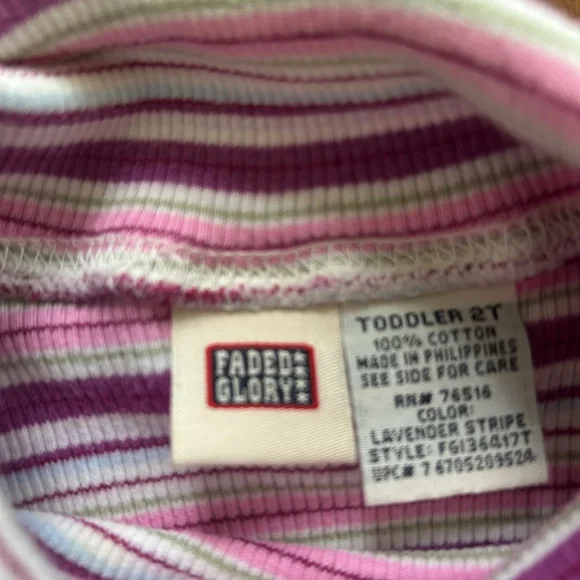 FADED
GLORY
TODDLER 2T
100% COTTON
MADE IN PHILIPPINES
SEE SIDE FOR CARE
RN# 76516
COLOR:
LAVENDER STRIPE
STYLE: FG136417T
UPC# 7 6705209524